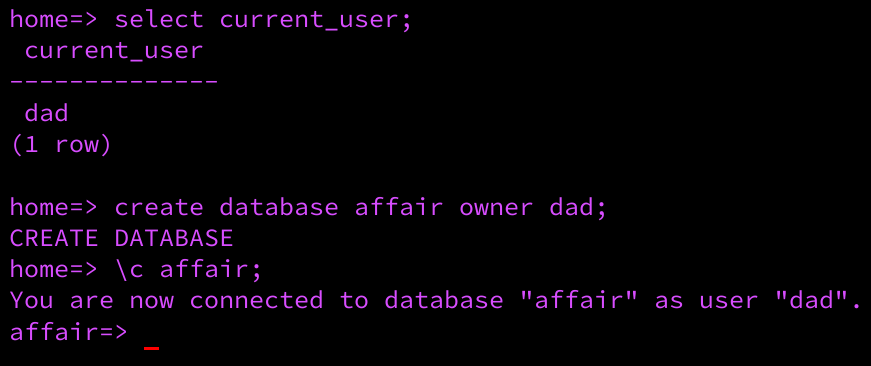 home=> select current_user;
 current_user
--------------
 dad
(1 row)

home=> create database affair owner dad;
CREATE DATABASE
home=> \c affair;
You are now connected to database "affair" as user "dad".
affair=> _